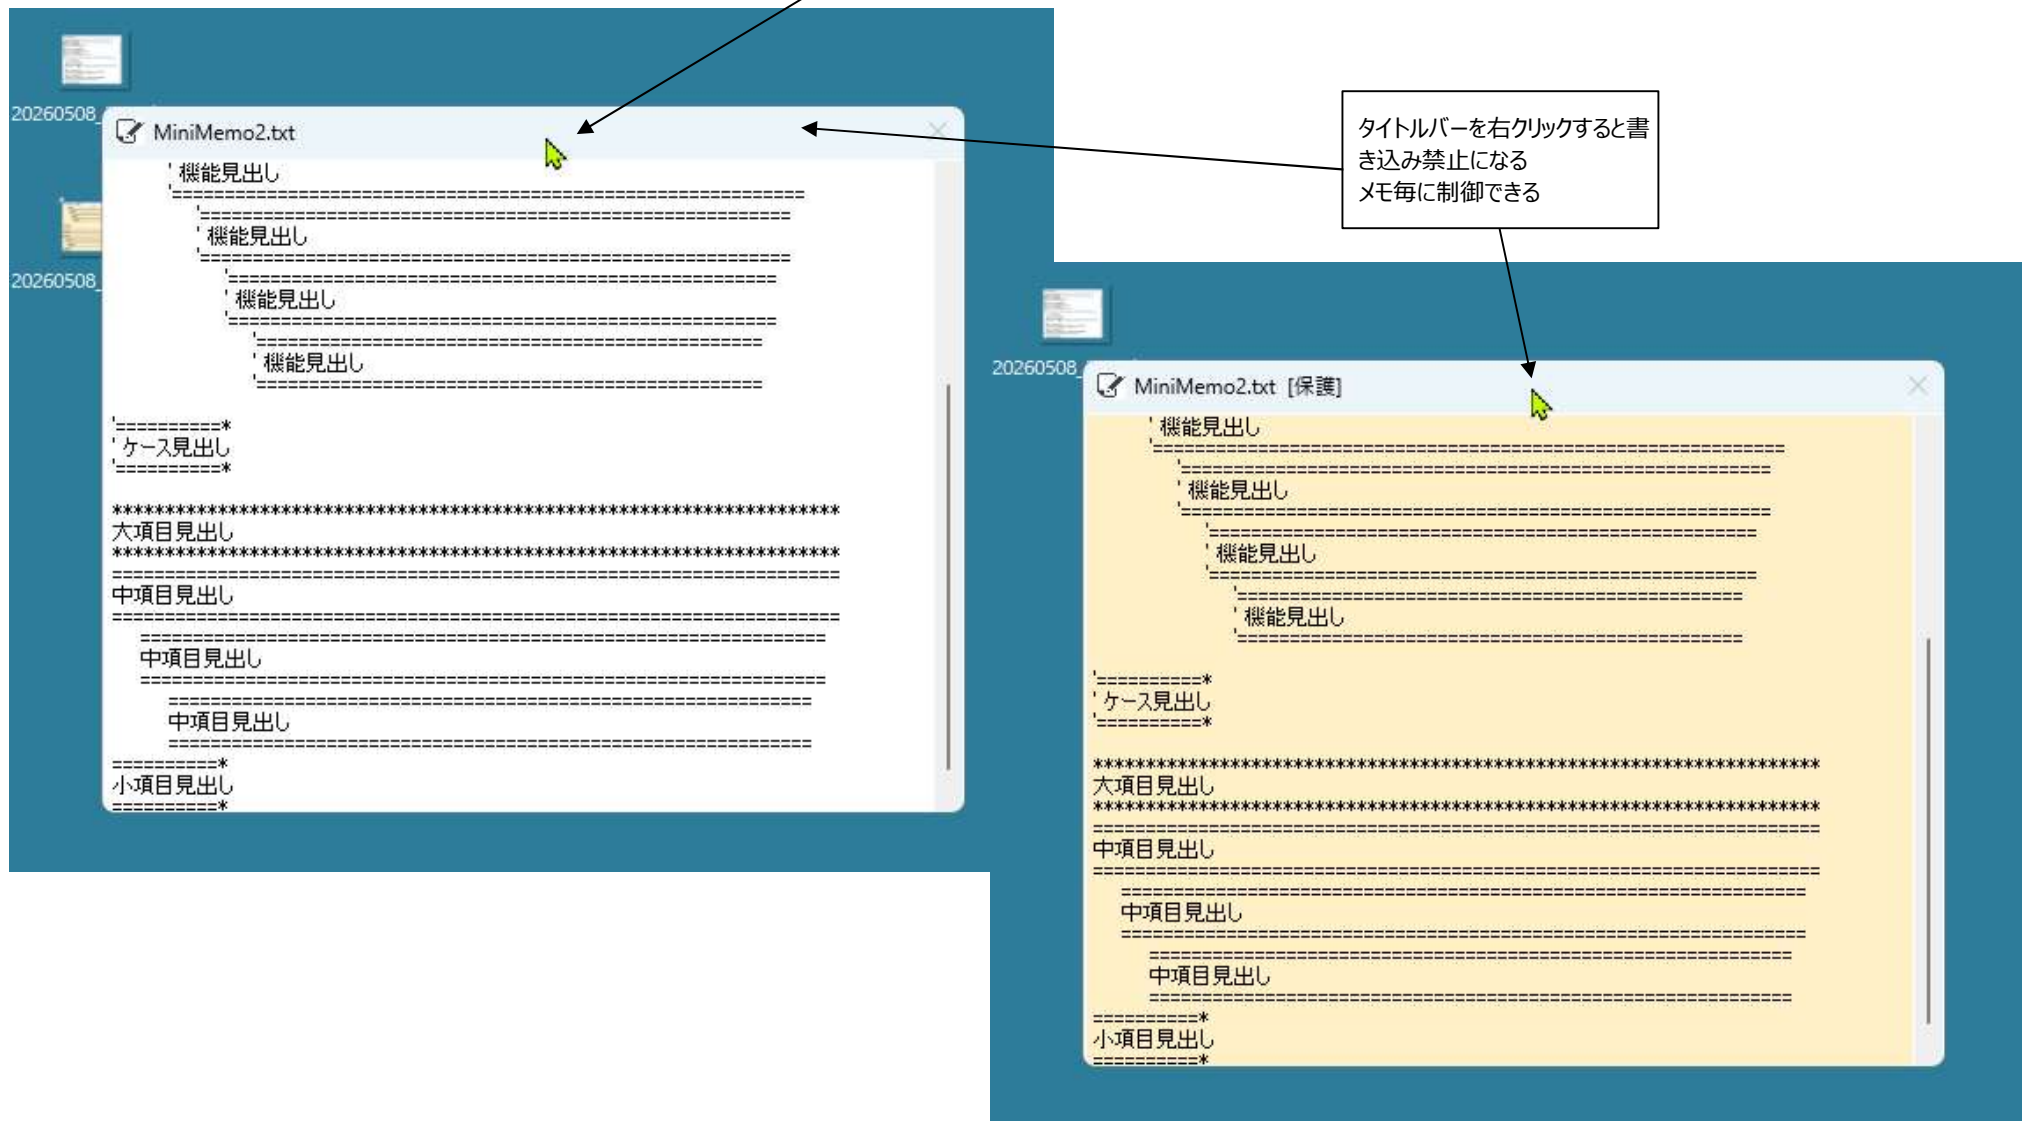 20260508_
MiniMemo2.txt
' 機能見出し
'============================================================
'========================================================
' 機能見出し
'========================================================
'====================================================
' 機能見出し
'====================================================
'================================================
' 機能見出し
'================================================
'==========*
' ケース見出し
'==========*
**********************************************************************
大項目見出し
**********************************************************************
======================================================================
中項目見出し
======================================================================
==================================================================
中項目見出し
==================================================================
==============================================================
中項目見出し
==============================================================
==========*
小項目見出し
==========*
20260508_
タイトルバーを右クリックすると書
き込み禁止になる
メモ毎に制御できる
20260508_
MiniMemo2.txt [保護]
' 機能見出し
'============================================================
'========================================================
' 機能見出し
'========================================================
'====================================================
' 機能見出し
'====================================================
'================================================
' 機能見出し
'================================================
'==========*
' ケース見出し
'==========*
**********************************************************************
大項目見出し
**********************************************************************
======================================================================
中項目見出し
======================================================================
==================================================================
中項目見出し
==================================================================
==============================================================
中項目見出し
==============================================================
==========*
小項目見出し
==========*